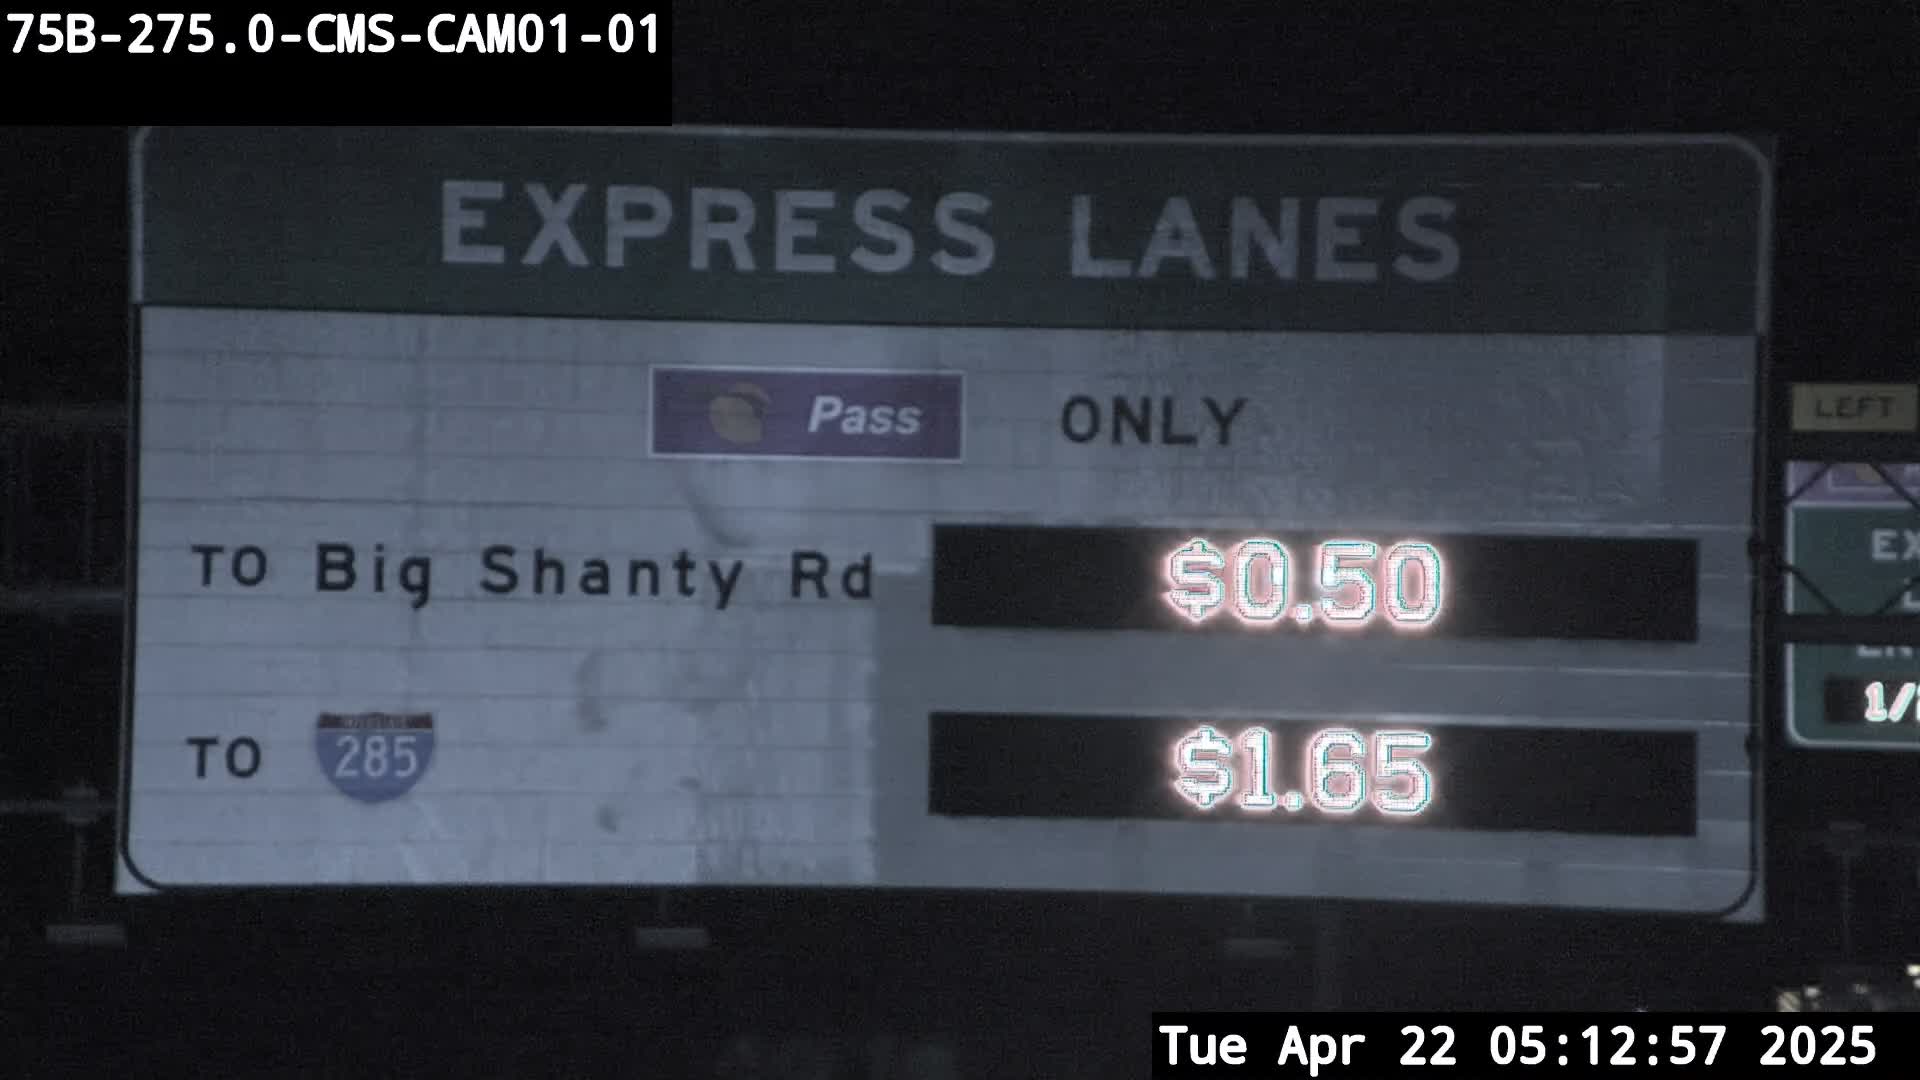 75B-275.0-CMS-CAM01-01
EXPRESS LANES
Pass ONLY
TO Big Shanty Rd $0.50
TO 285 $1.65
LEFT
Tue Apr 22 05:12:57 2025